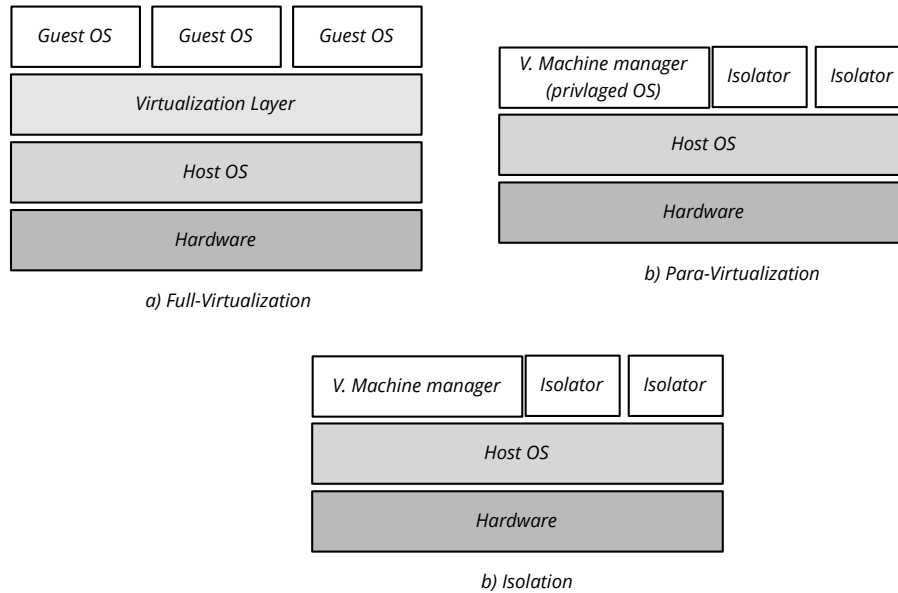 Guest OS
Guest OS
Guest OS
Virtualization Layer
Host OS
Hardware
a) Full-Virtualization
V. Machine manager
(privlaged OS)
Isolator
Isolator
Host OS
Hardware
b) Para-Virtualization
V. Machine manager
Isolator
Isolator
Host OS
Hardware
b) Isolation